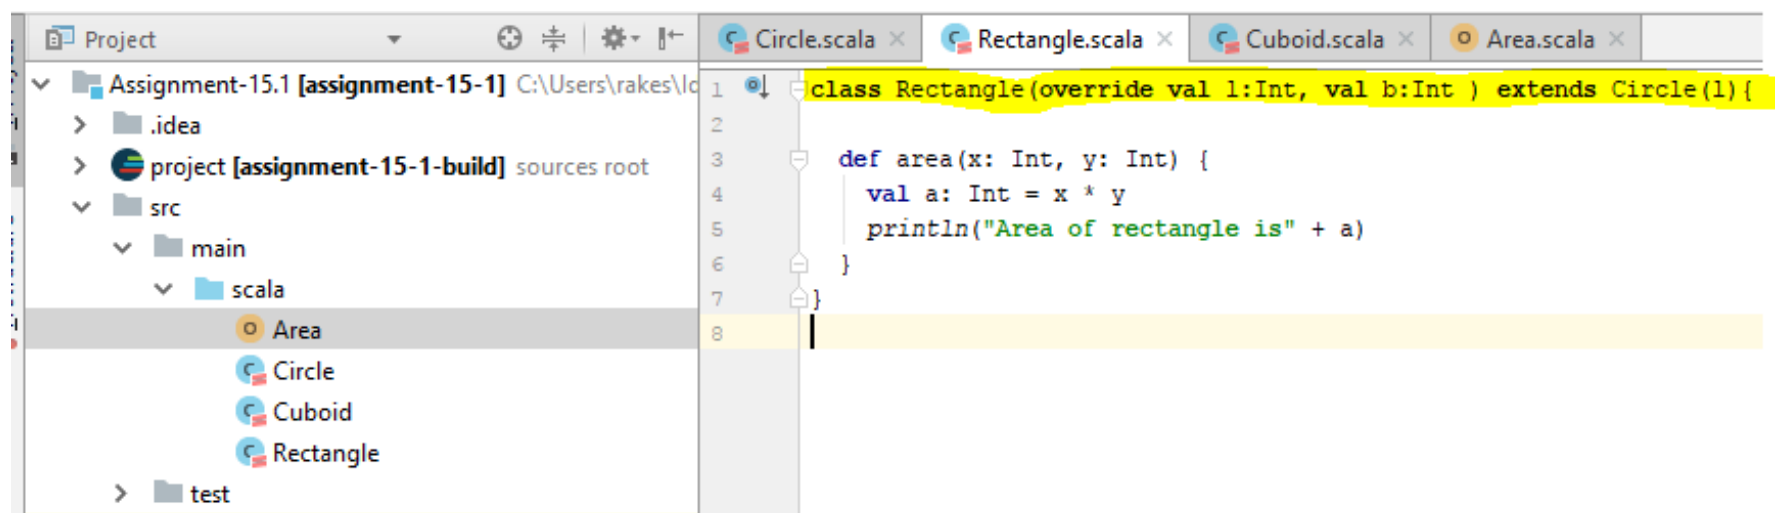 Project
Assignment-15.1 [assignment-15-1] C:\Users\rakes\Ic
.idea
project [assignment-15-1-build] sources root
src
main
scala
Area
Circle
Cuboid
Rectangle
test
Circle.scala Rectangle.scala Cuboid.scala Area.scala
1 class Rectangle(override val l:Int, val b:Int ) extends Circle(l){
2
3 def area(x: Int, y: Int) {
4 val a: Int = x * y
5 println("Area of rectangle is" + a)
6 }
7 }
8